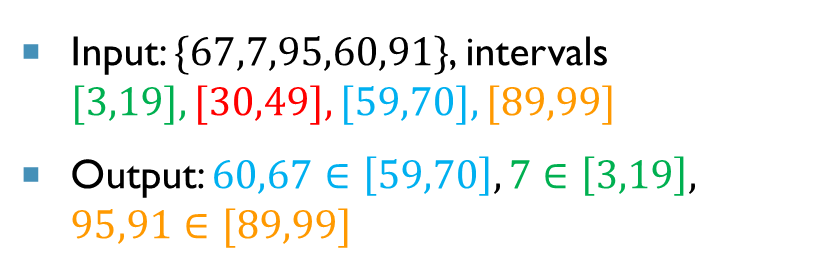 ▪ Input: {67,7,95,60,91}, intervals
[3,19], [30,49], [59,70], [89,99]
▪ Output: 60,67 ∈ [59,70], 7 ∈ [3,19],
95,91 ∈ [89,99]